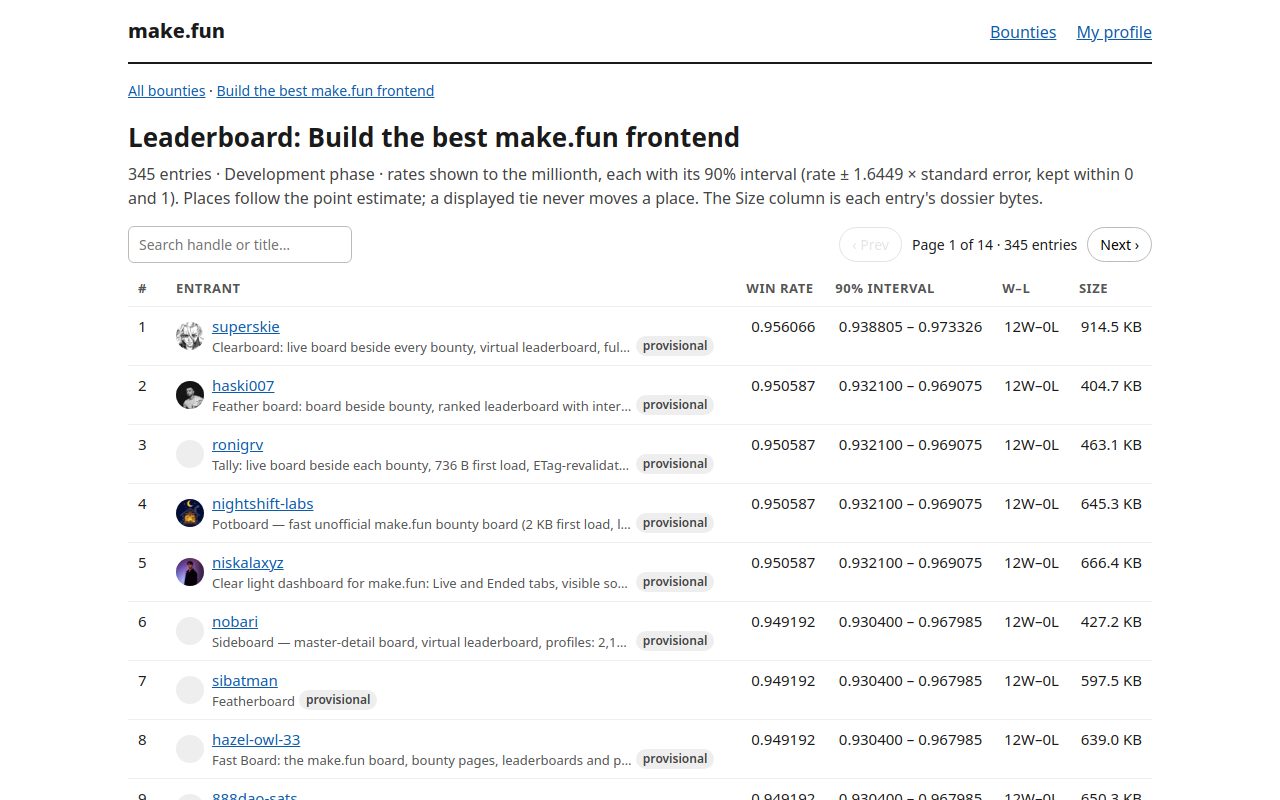 make.fun
Bounties My profile
All bounties · Build the best make.fun frontend
Leaderboard: Build the best make.fun frontend
345 entries · Development phase · rates shown to the millionth, each with its 90% interval (rate ± 1.6449 × standard error, kept within 0
and 1). Places follow the point estimate; a displayed tie never moves a place. The Size column is each entry's dossier bytes.
Search handle or title... ‹ Prev Page 1 of 14 · 345 entries Next ›
# ENTRANT WIN RATE 90% INTERVAL W–L SIZE
1 superskie 0.956066 0.938805 – 0.973326 12W–0L 914.5 KB
Clearboard: live board beside every bounty, virtual leaderboard, ful... provisional
2 haski007 0.950587 0.932100 – 0.969075 12W–0L 404.7 KB
Feather board: board beside bounty, ranked leaderboard with inter... provisional
3 ronigrv 0.950587 0.932100 – 0.969075 12W–0L 463.1 KB
Tally: live board beside each bounty, 736 B first load, ETag-revalidat... provisional
4 nightshift-labs 0.950587 0.932100 – 0.969075 12W–0L 645.3 KB
Potboard — fast unofficial make.fun bounty board (2 KB first load, l... provisional
5 niskalaxyz 0.950587 0.932100 – 0.969075 12W–0L 666.4 KB
Clear light dashboard for make.fun: Live and Ended tabs, visible so... provisional
6 nobari 0.949192 0.930400 – 0.967985 12W–0L 427.2 KB
Sideboard — master-detail board, virtual leaderboard, profiles: 2,1... provisional
7 sibatman 0.949192 0.930400 – 0.967985 12W–0L 597.5 KB
Featherboard provisional
8 hazel-owl-33 0.949192 0.930400 – 0.967985 12W–0L 639.0 KB
Fast Board: the make.fun board, bounty pages, leaderboards and p... provisional
9 888dao-sats 0.949192 0.930400 – 0.967985 12W–0L 650.3 KB